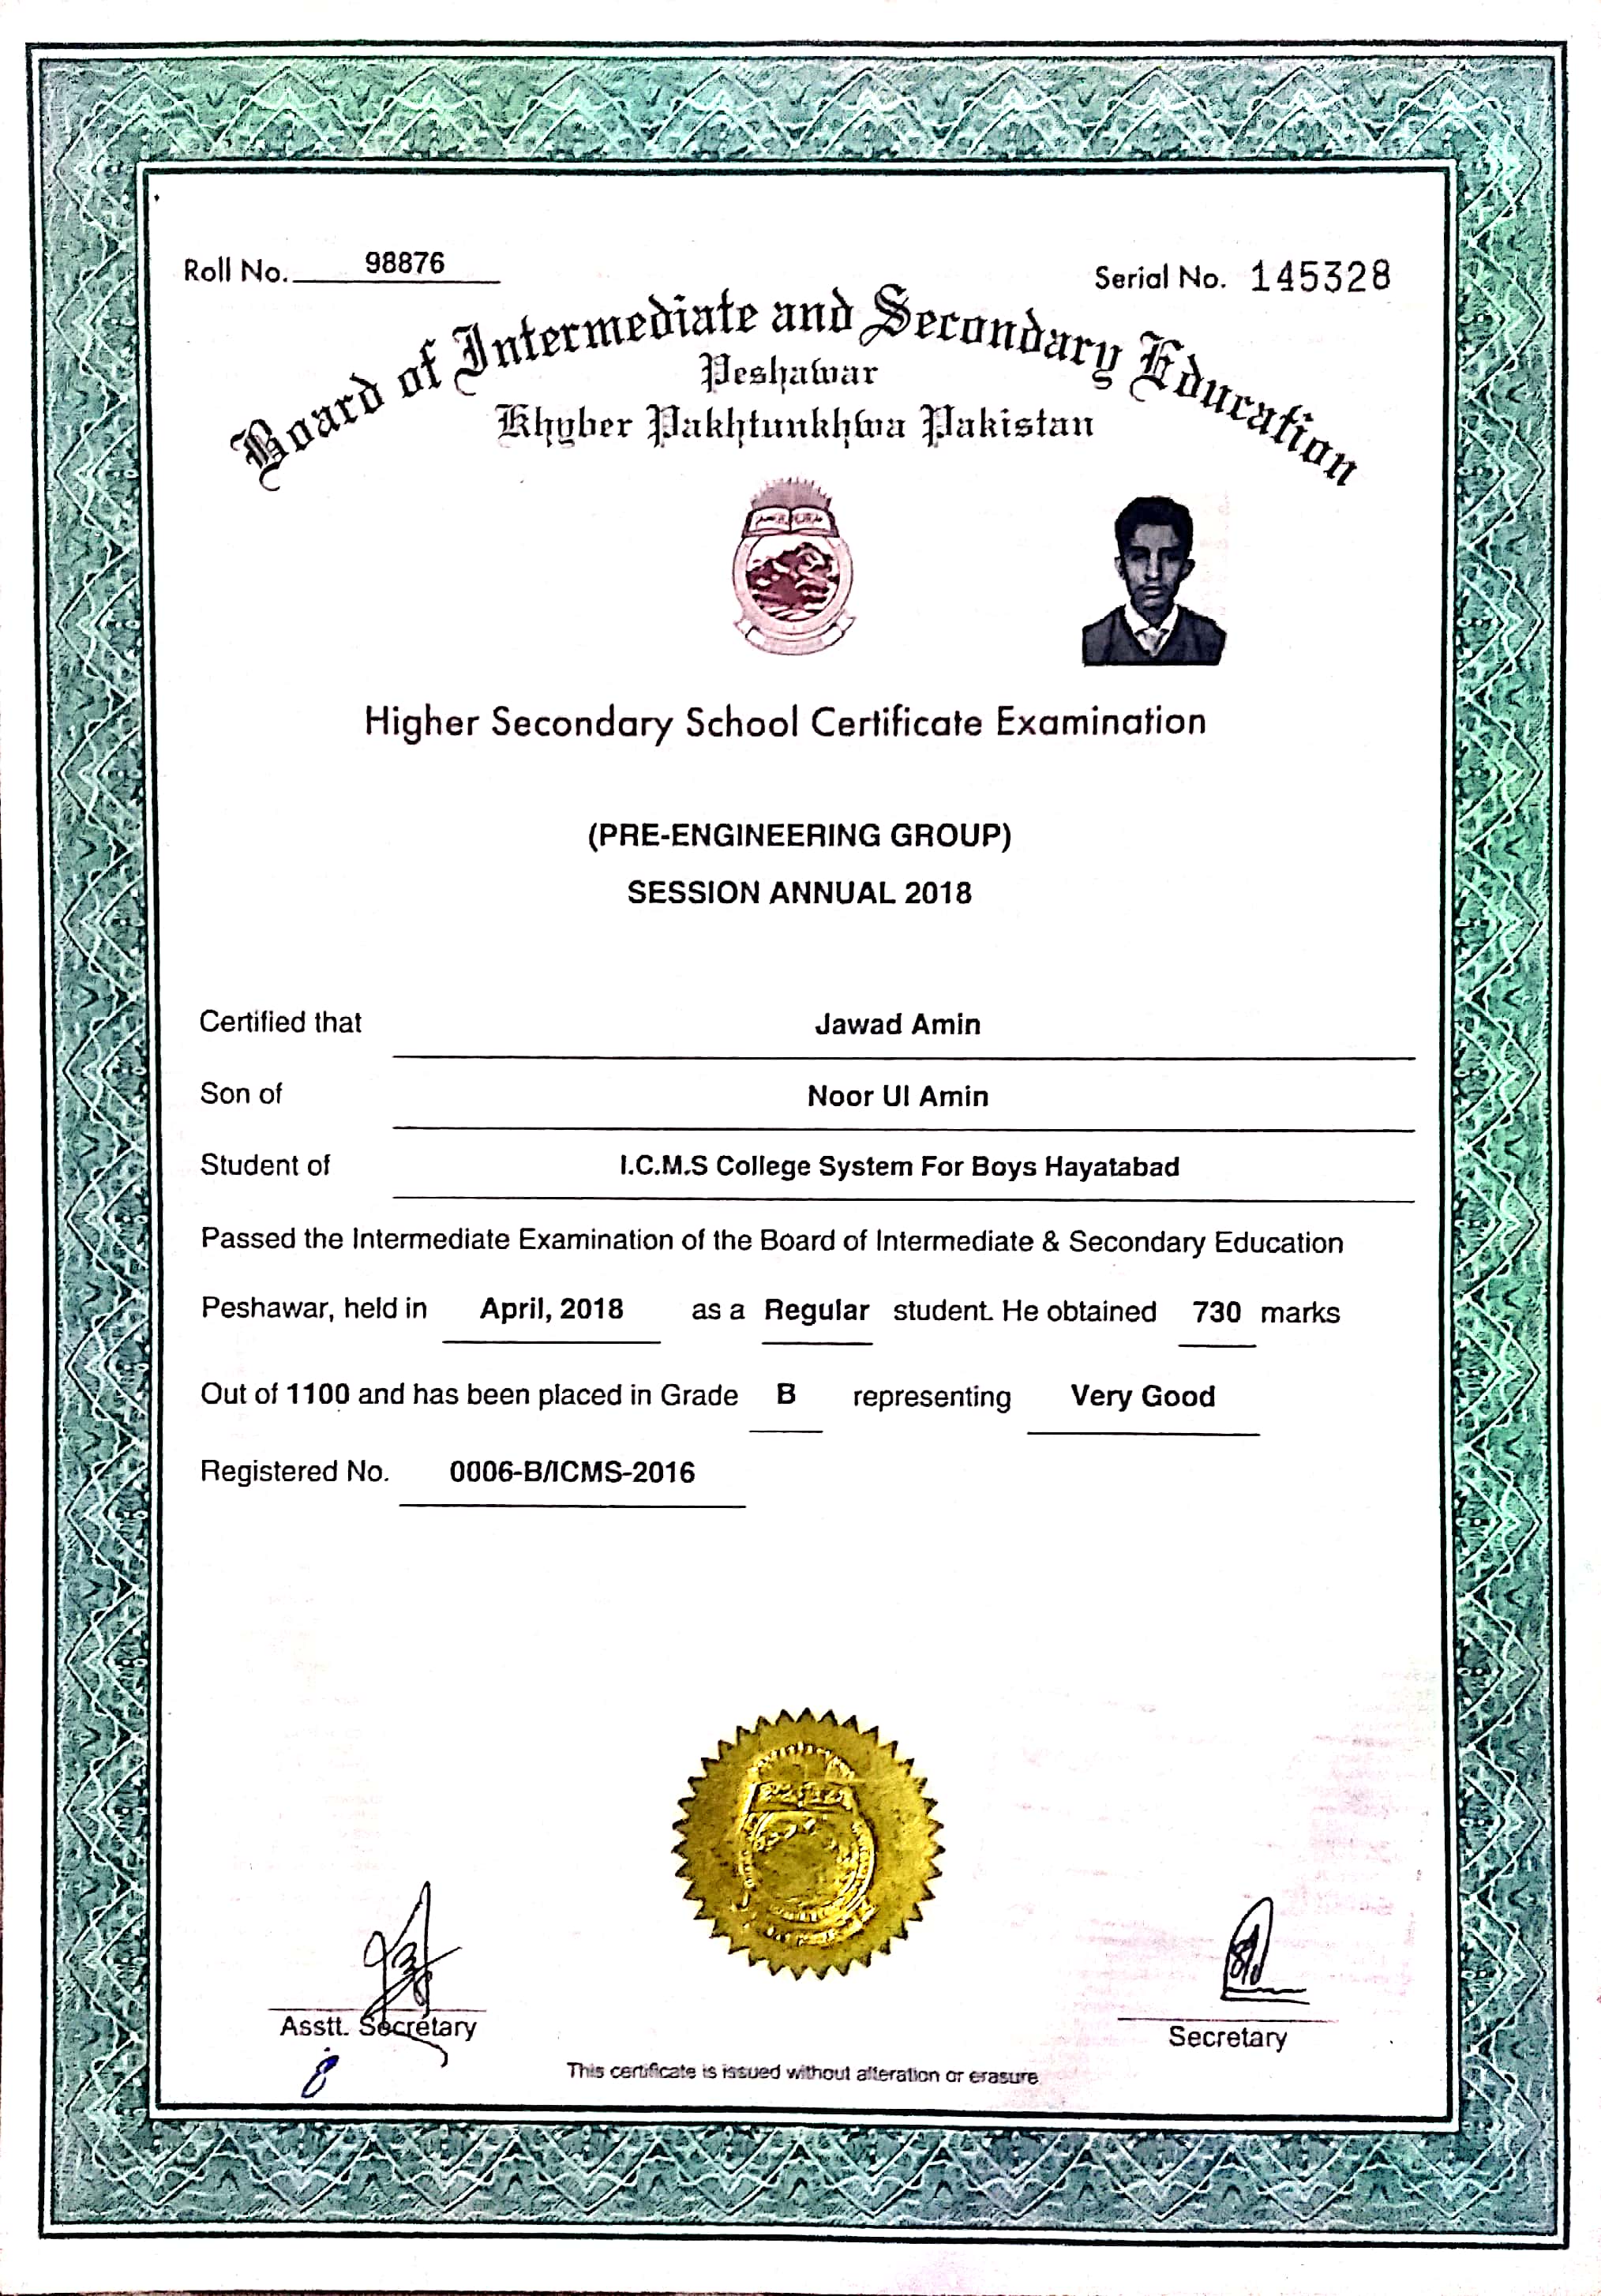 Roll No. 98876
Serial No. 145328
Board of Intermediate and Secondary Education
Peshawar
Khyber Pakhtunkhwa Pakistan
Higher Secondary School Certificate Examination
(PRE-ENGINEERING GROUP)
SESSION ANNUAL 2018
Certified that Jawad Amin
Son of Noor Ul Amin
Student of I.C.M.S College System For Boys Hayatabad
Passed the Intermediate Examination of the Board of Intermediate & Secondary Education
Peshawar, held in April, 2018 as a Regular student. He obtained 730 marks
Out of 1100 and has been placed in Grade B representing Very Good
Registered No. 0006-B/ICMS-2016
Asstt. Secretary
Secretary
This certificate is issued without alteration or erasure